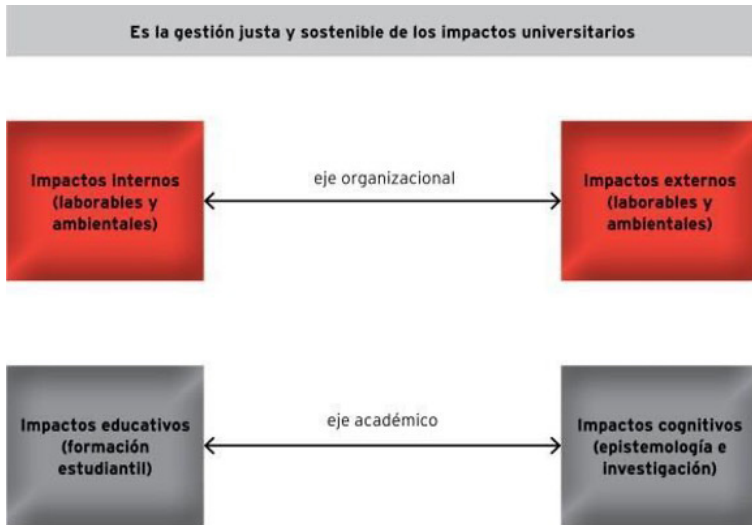 Es la gestión justa y sostenible de los impactos universitarios
Impactos Internos
(laborables y
ambientales)
eje organizacional
Impactos externos
(laborables y
ambientales)
Impactos educativos
(formación
estudiantil)
eje académico
Impactos cognitivos
(epistemología e
investigación)